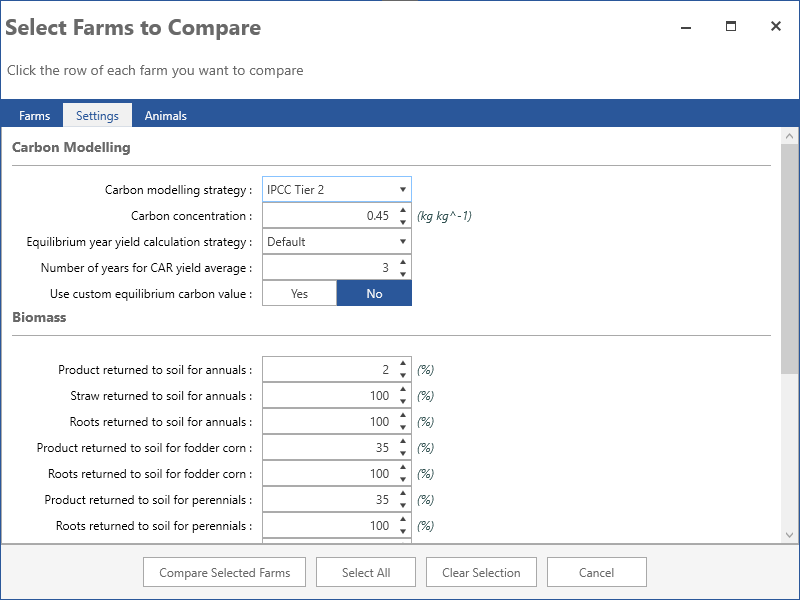 Select Farms to Compare
Click the row of each farm you want to compare
Farms Settings Animals
Carbon Modelling
Carbon modelling strategy : IPCC Tier 2
Carbon concentration : 0.45 (kg kg^-1)
Equilibrium year yield calculation strategy : Default
Number of years for CAR yield average : 3
Use custom equilibrium carbon value : Yes No
Biomass
Product returned to soil for annuals : 2 (%)
Straw returned to soil for annuals : 100 (%)
Roots returned to soil for annuals : 100 (%)
Product returned to soil for fodder corn : 35 (%)
Roots returned to soil for fodder corn : 100 (%)
Product returned to soil for perennials : 35 (%)
Roots returned to soil for perennials : 100 (%)
Compare Selected Farms Select All Clear Selection Cancel